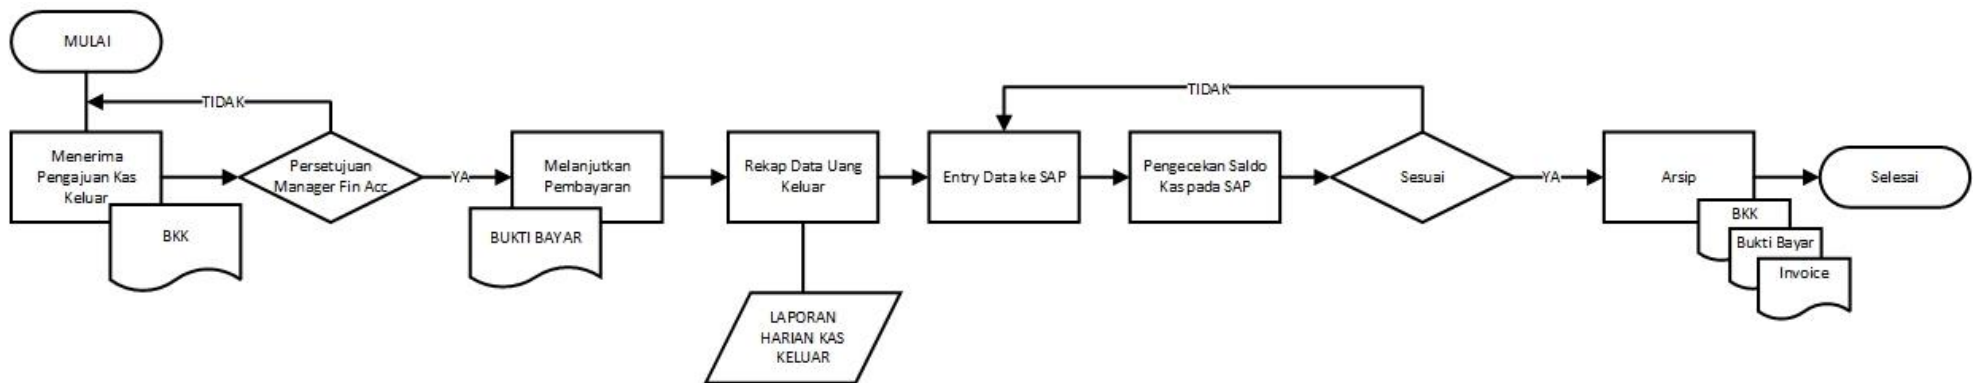 MULAI
TIDAK
Menerima
Pengajuan Kas
Keluar
BKK
Persetujuan
Manager Fin Acc
YA
Melanjutkan
Pembayaran
BUKTI BAYAR
Rekap Data Uang
Keluar
LAPORAN
HARIAN KAS
KELUAR
TIDAK
Entry Data ke SAP
Pengecekan Saldo
Kas pada SAP
Sesuai
YA
Arsip
BKK
Bukti Bayar
Invoice
Selesai